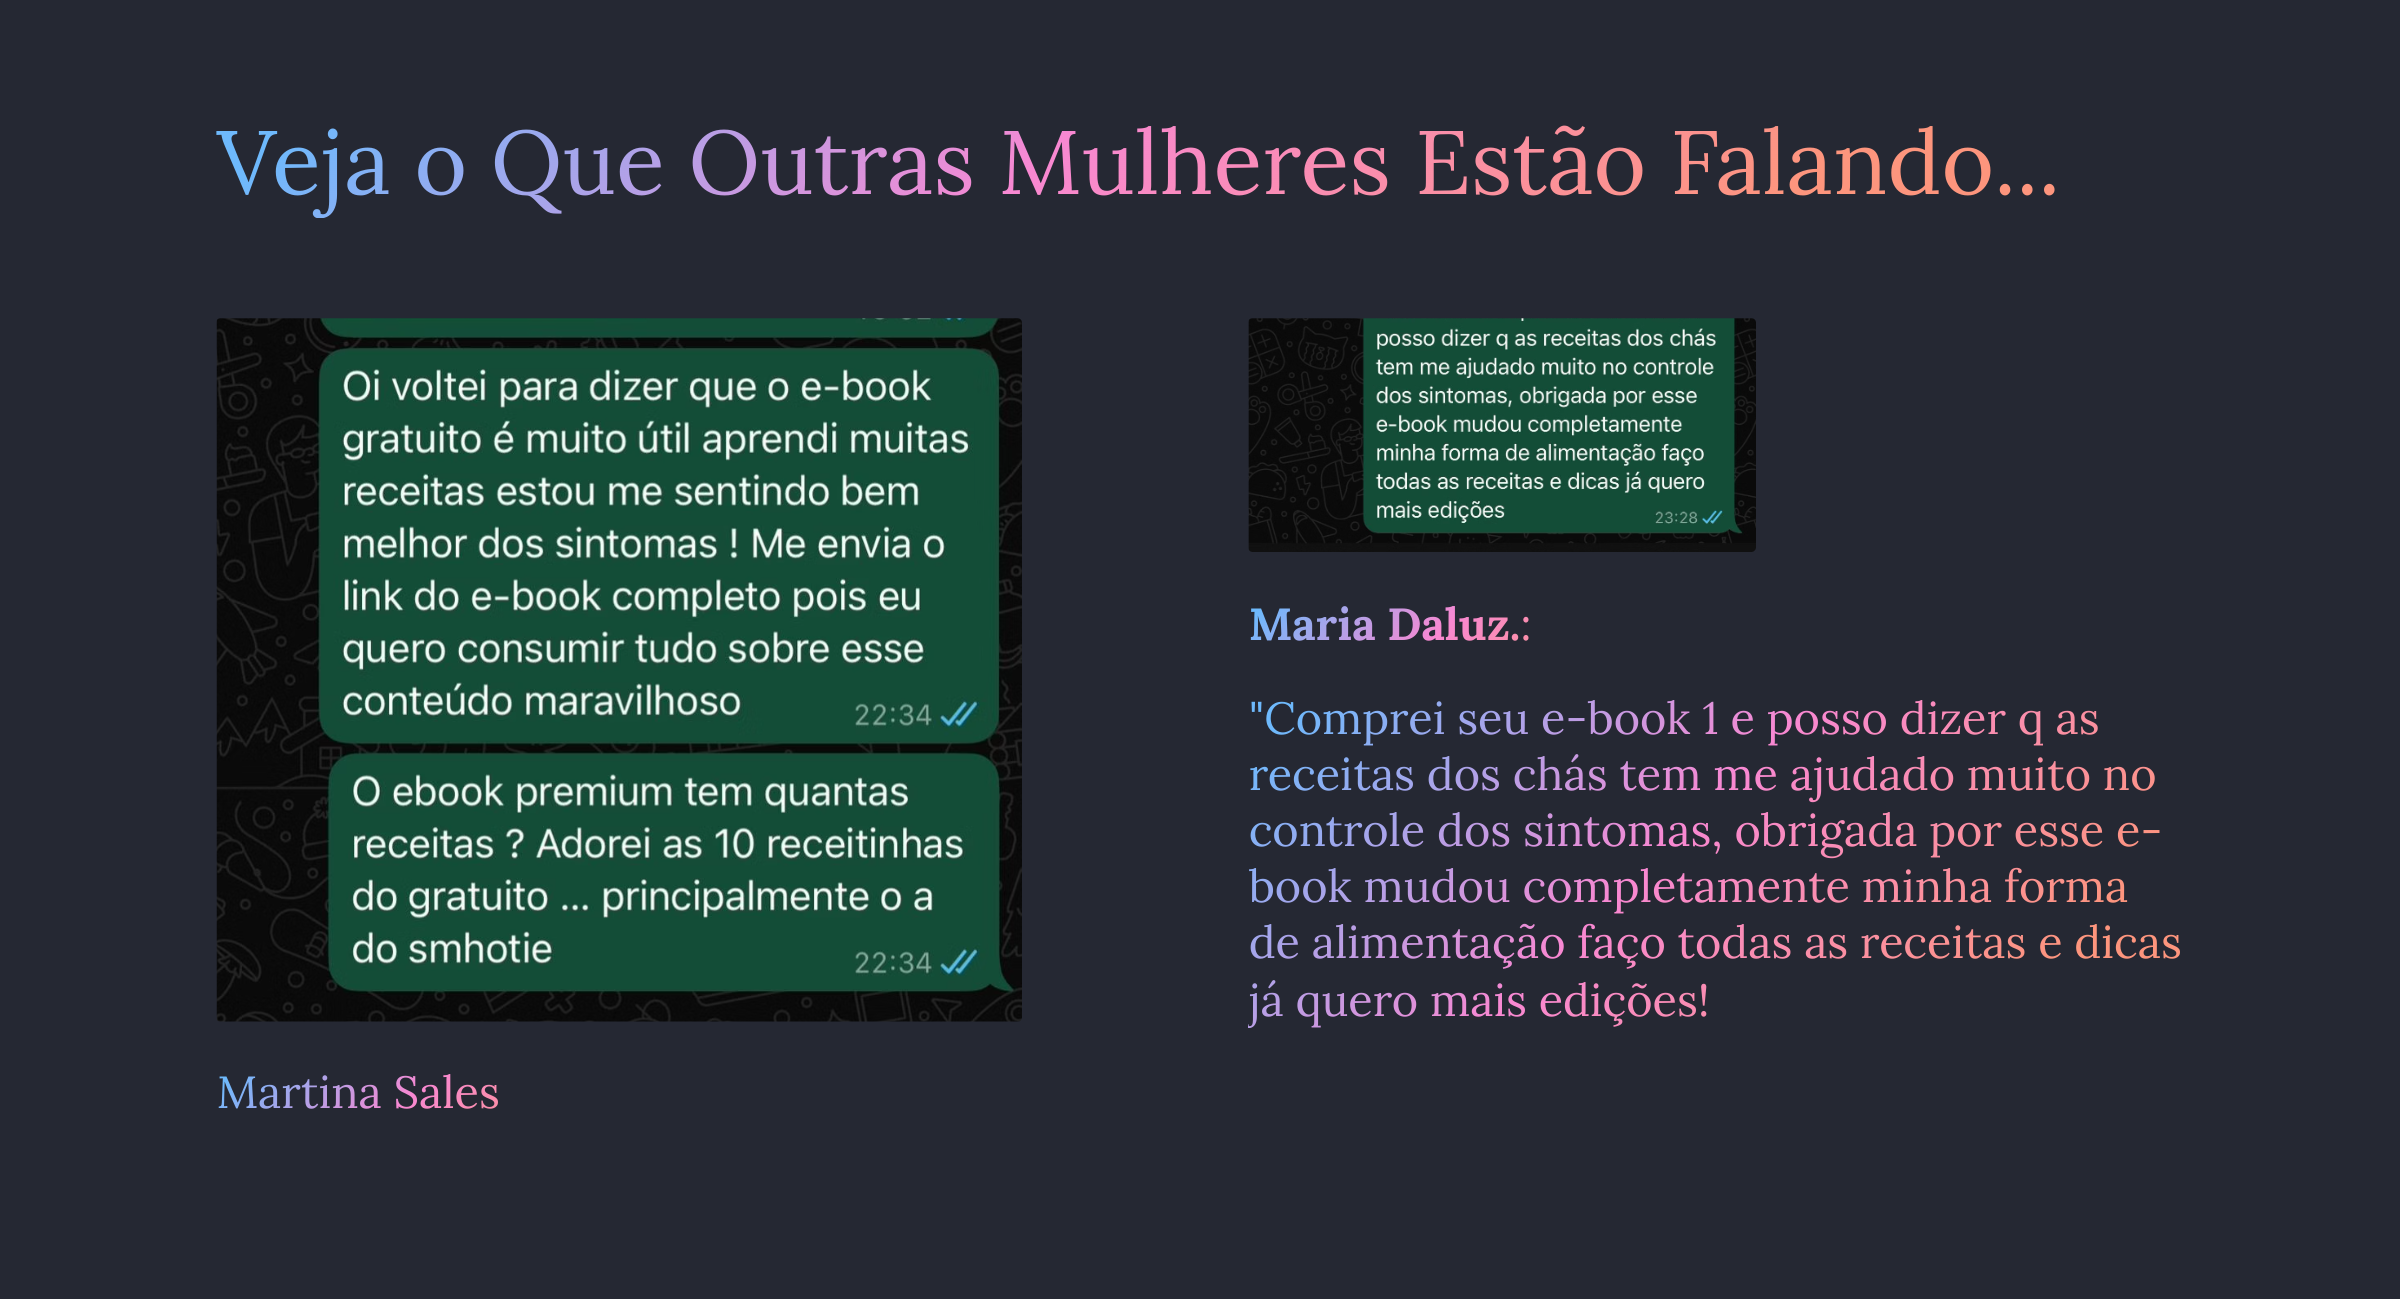 Veja o Que Outras Mulheres Estão Falando...
Oi voltei para dizer que o e-book
gratuito é muito útil aprendi muitas
receitas estou me sentindo bem
melhor dos sintomas ! Me envia o
link do e-book completo pois eu
quero consumir tudo sobre esse
conteúdo maravilhoso
22:34
O ebook premium tem quantas
receitas ? Adorei as 10 receitinhas
do gratuito ... principalmente o a
do smhotie
22:34
Martina Sales
posso dizer q as receitas dos chás
tem me ajudado muito no controle
dos sintomas, obrigada por esse
e-book mudou completamente
minha forma de alimentação faço
todas as receitas e dicas já quero
mais edições
23:28
Maria Daluz.:
"Comprei seu e-book 1 e posso dizer q as
receitas dos chás tem me ajudado muito no
controle dos sintomas, obrigada por esse e-
book mudou completamente minha forma
de alimentação faço todas as receitas e dicas
já quero mais edições!